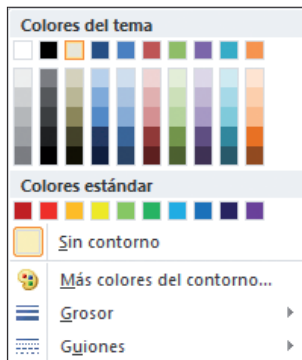 Colores del tema
Colores estándar
Sin contorno
Más colores del contorno...
Grosor
Guiones